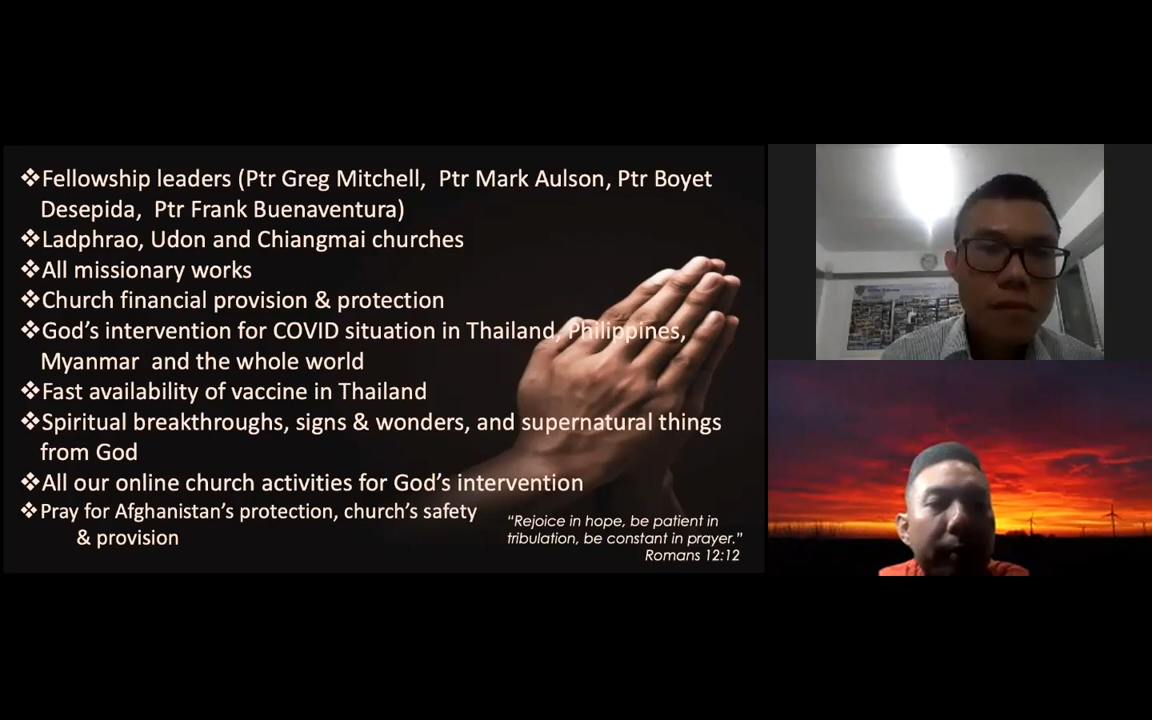 ❖Fellowship leaders (Ptr Greg Mitchell, Ptr Mark Aulson, Ptr Boyet
Desepida, Ptr Frank Buenaventura)
❖Ladphrao, Udon and Chiangmai churches
❖All missionary works
❖Church financial provision & protection
❖God’s intervention for COVID situation in Thailand, Philippines,
Myanmar and the whole world
❖Fast availability of vaccine in Thailand
❖Spiritual breakthroughs, signs & wonders, and supernatural things
from God
❖All our online church activities for God’s intervention
❖Pray for Afghanistan’s protection, church’s safety
& provision
“Rejoice in hope, be patient in
tribulation, be constant in prayer.”
Romans 12:12